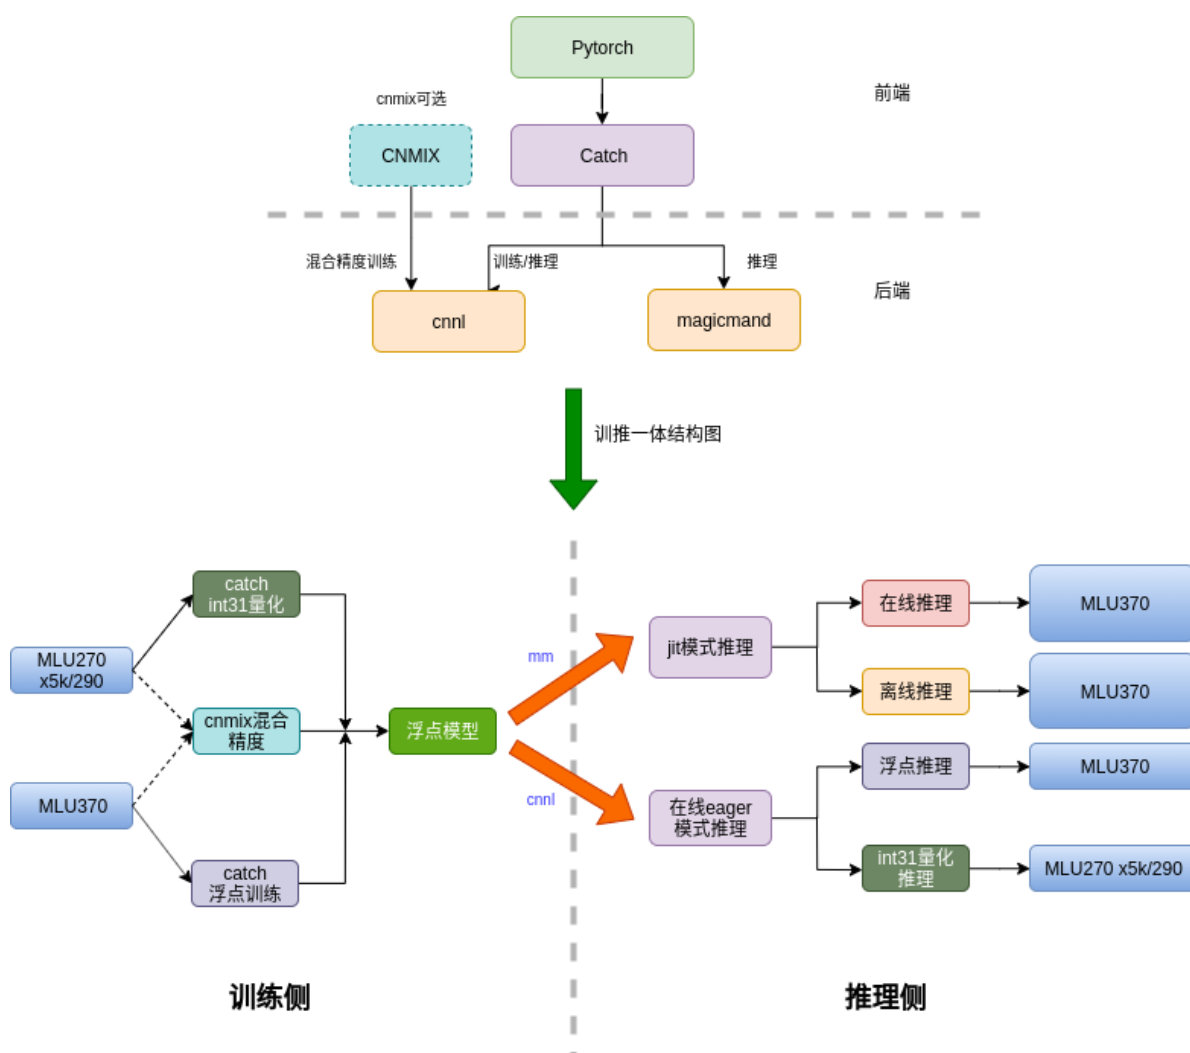 Pytorch
前端
cnmix可选
CNMIX
Catch
混合精度训练
训练/推理
推理
后端
cnnl
magicmand
训推一体结构图
catch
int31量化
MLU270
x5k/290
cnmix混合
精度
浮点模型
MLU370
catch
浮点训练
mm
cnnl
jit模式推理
在线推理
MLU370
离线推理
MLU370
在线eager
模式推理
浮点推理
MLU370
int31量化
推理
MLU270 x5k/290
训练侧
推理侧